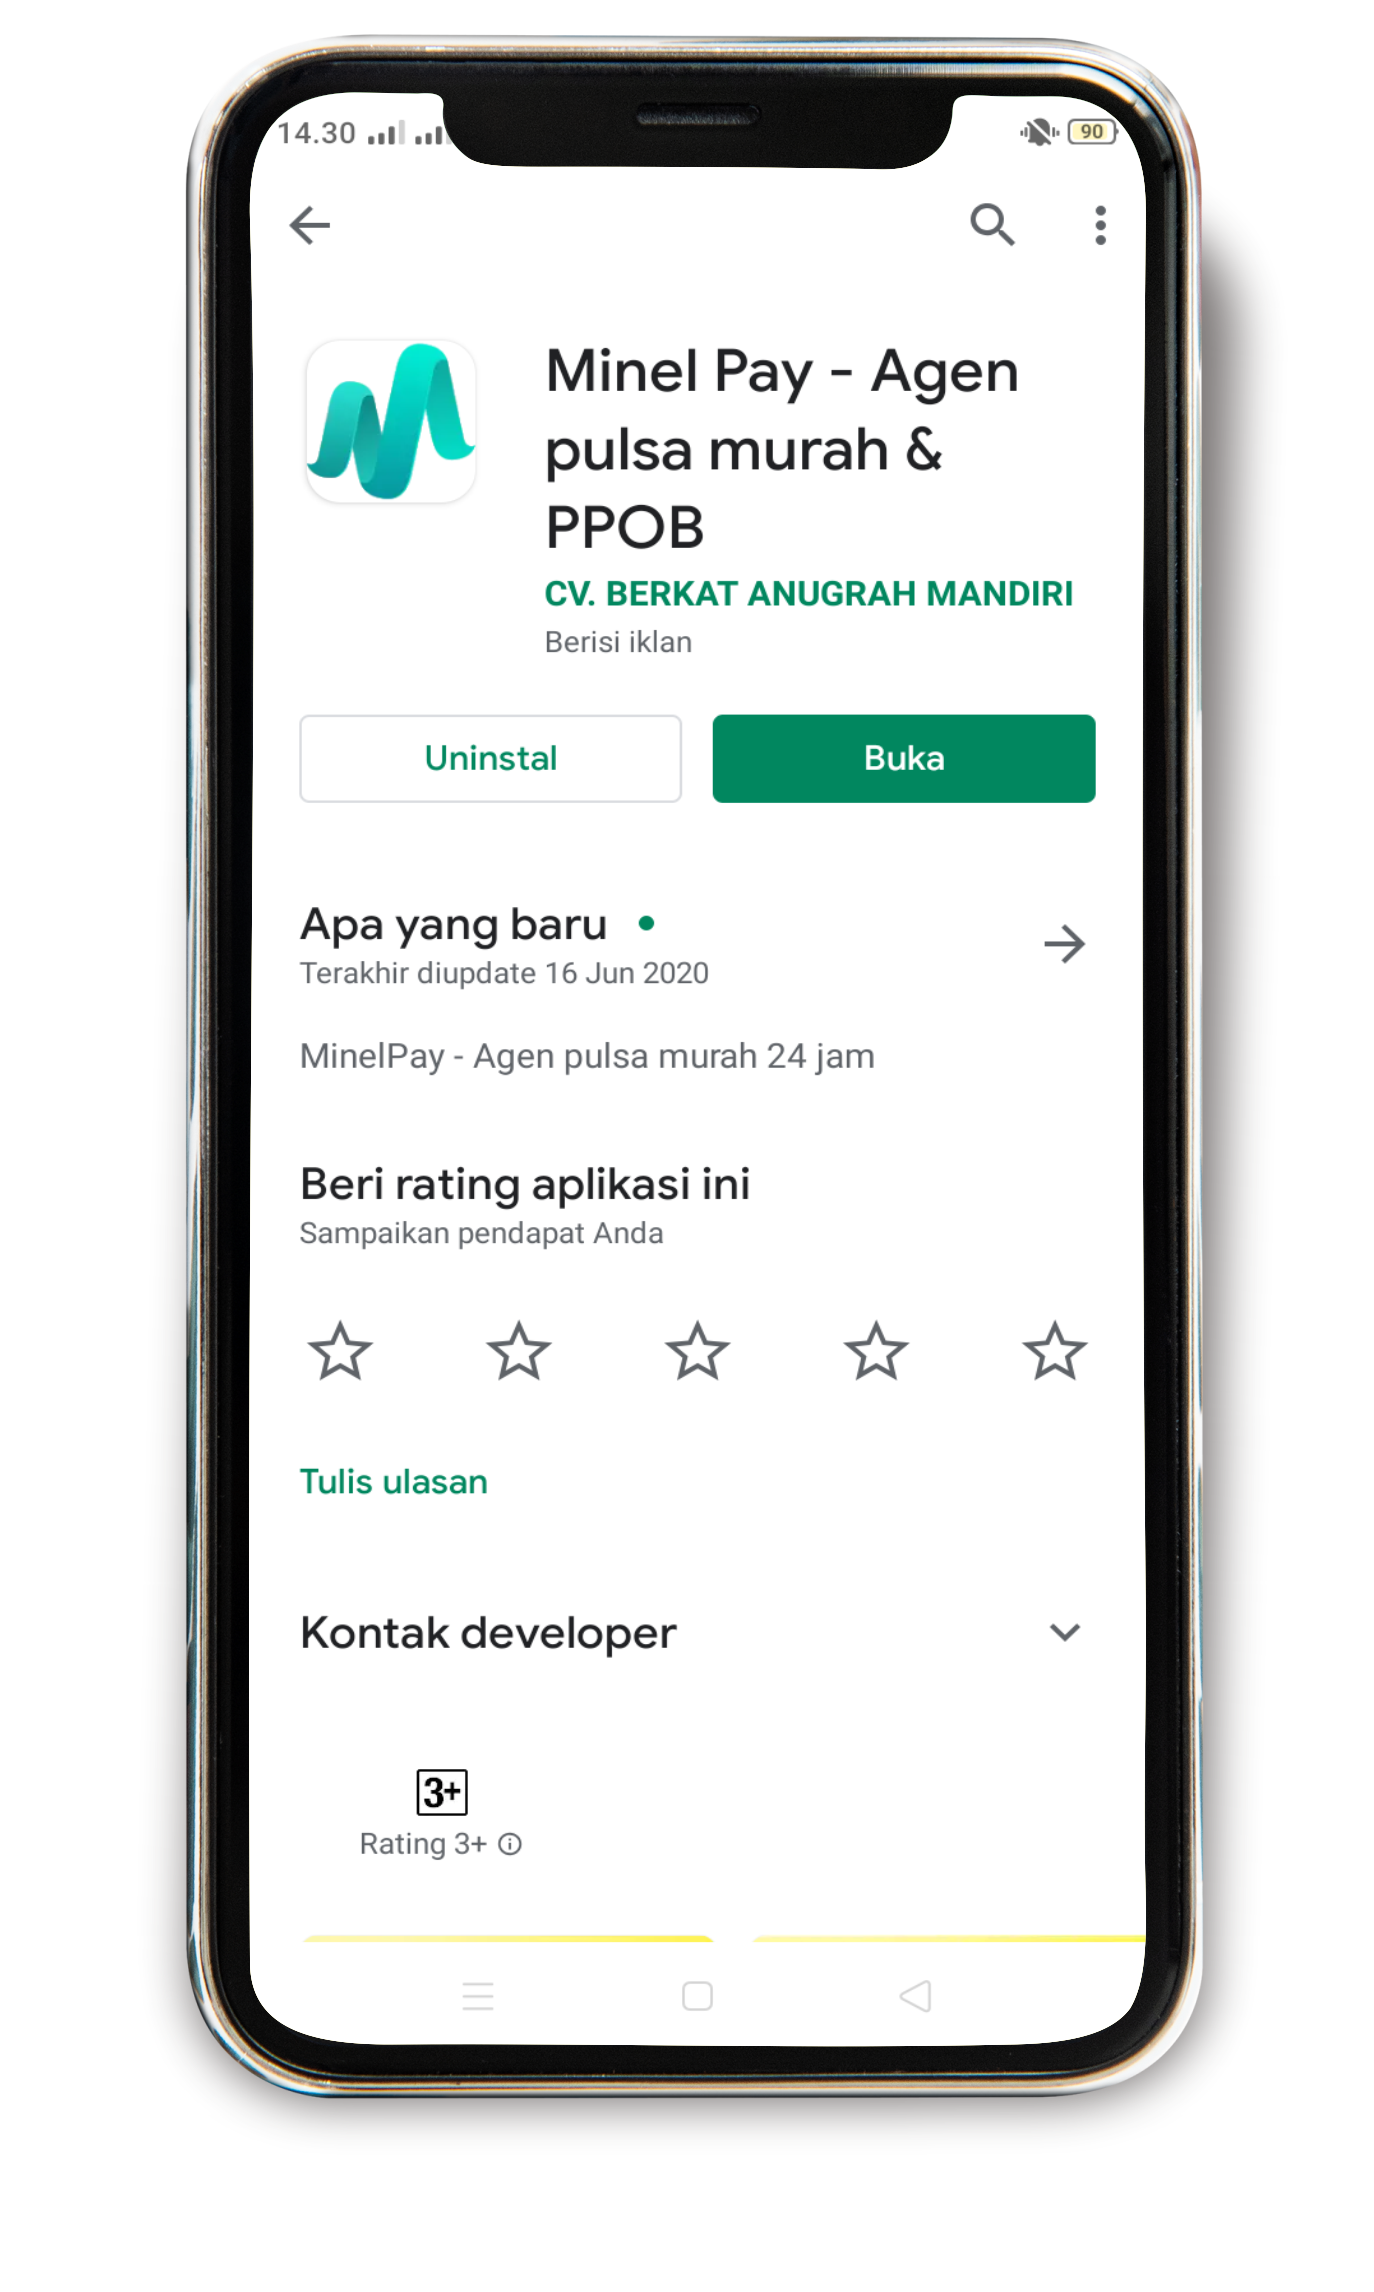 14.30
90
Minel Pay - Agen
pulsa murah &
PPOB
CV. BERKAT ANUGRAH MANDIRI
Berisi iklan
Uninstal
Buka
Apa yang baru
Terakhir diupdate 16 Jun 2020
MinelPay - Agen pulsa murah 24 jam
Beri rating aplikasi ini
Sampaikan pendapat Anda
Tulis ulasan
Kontak developer
3+
Rating 3+